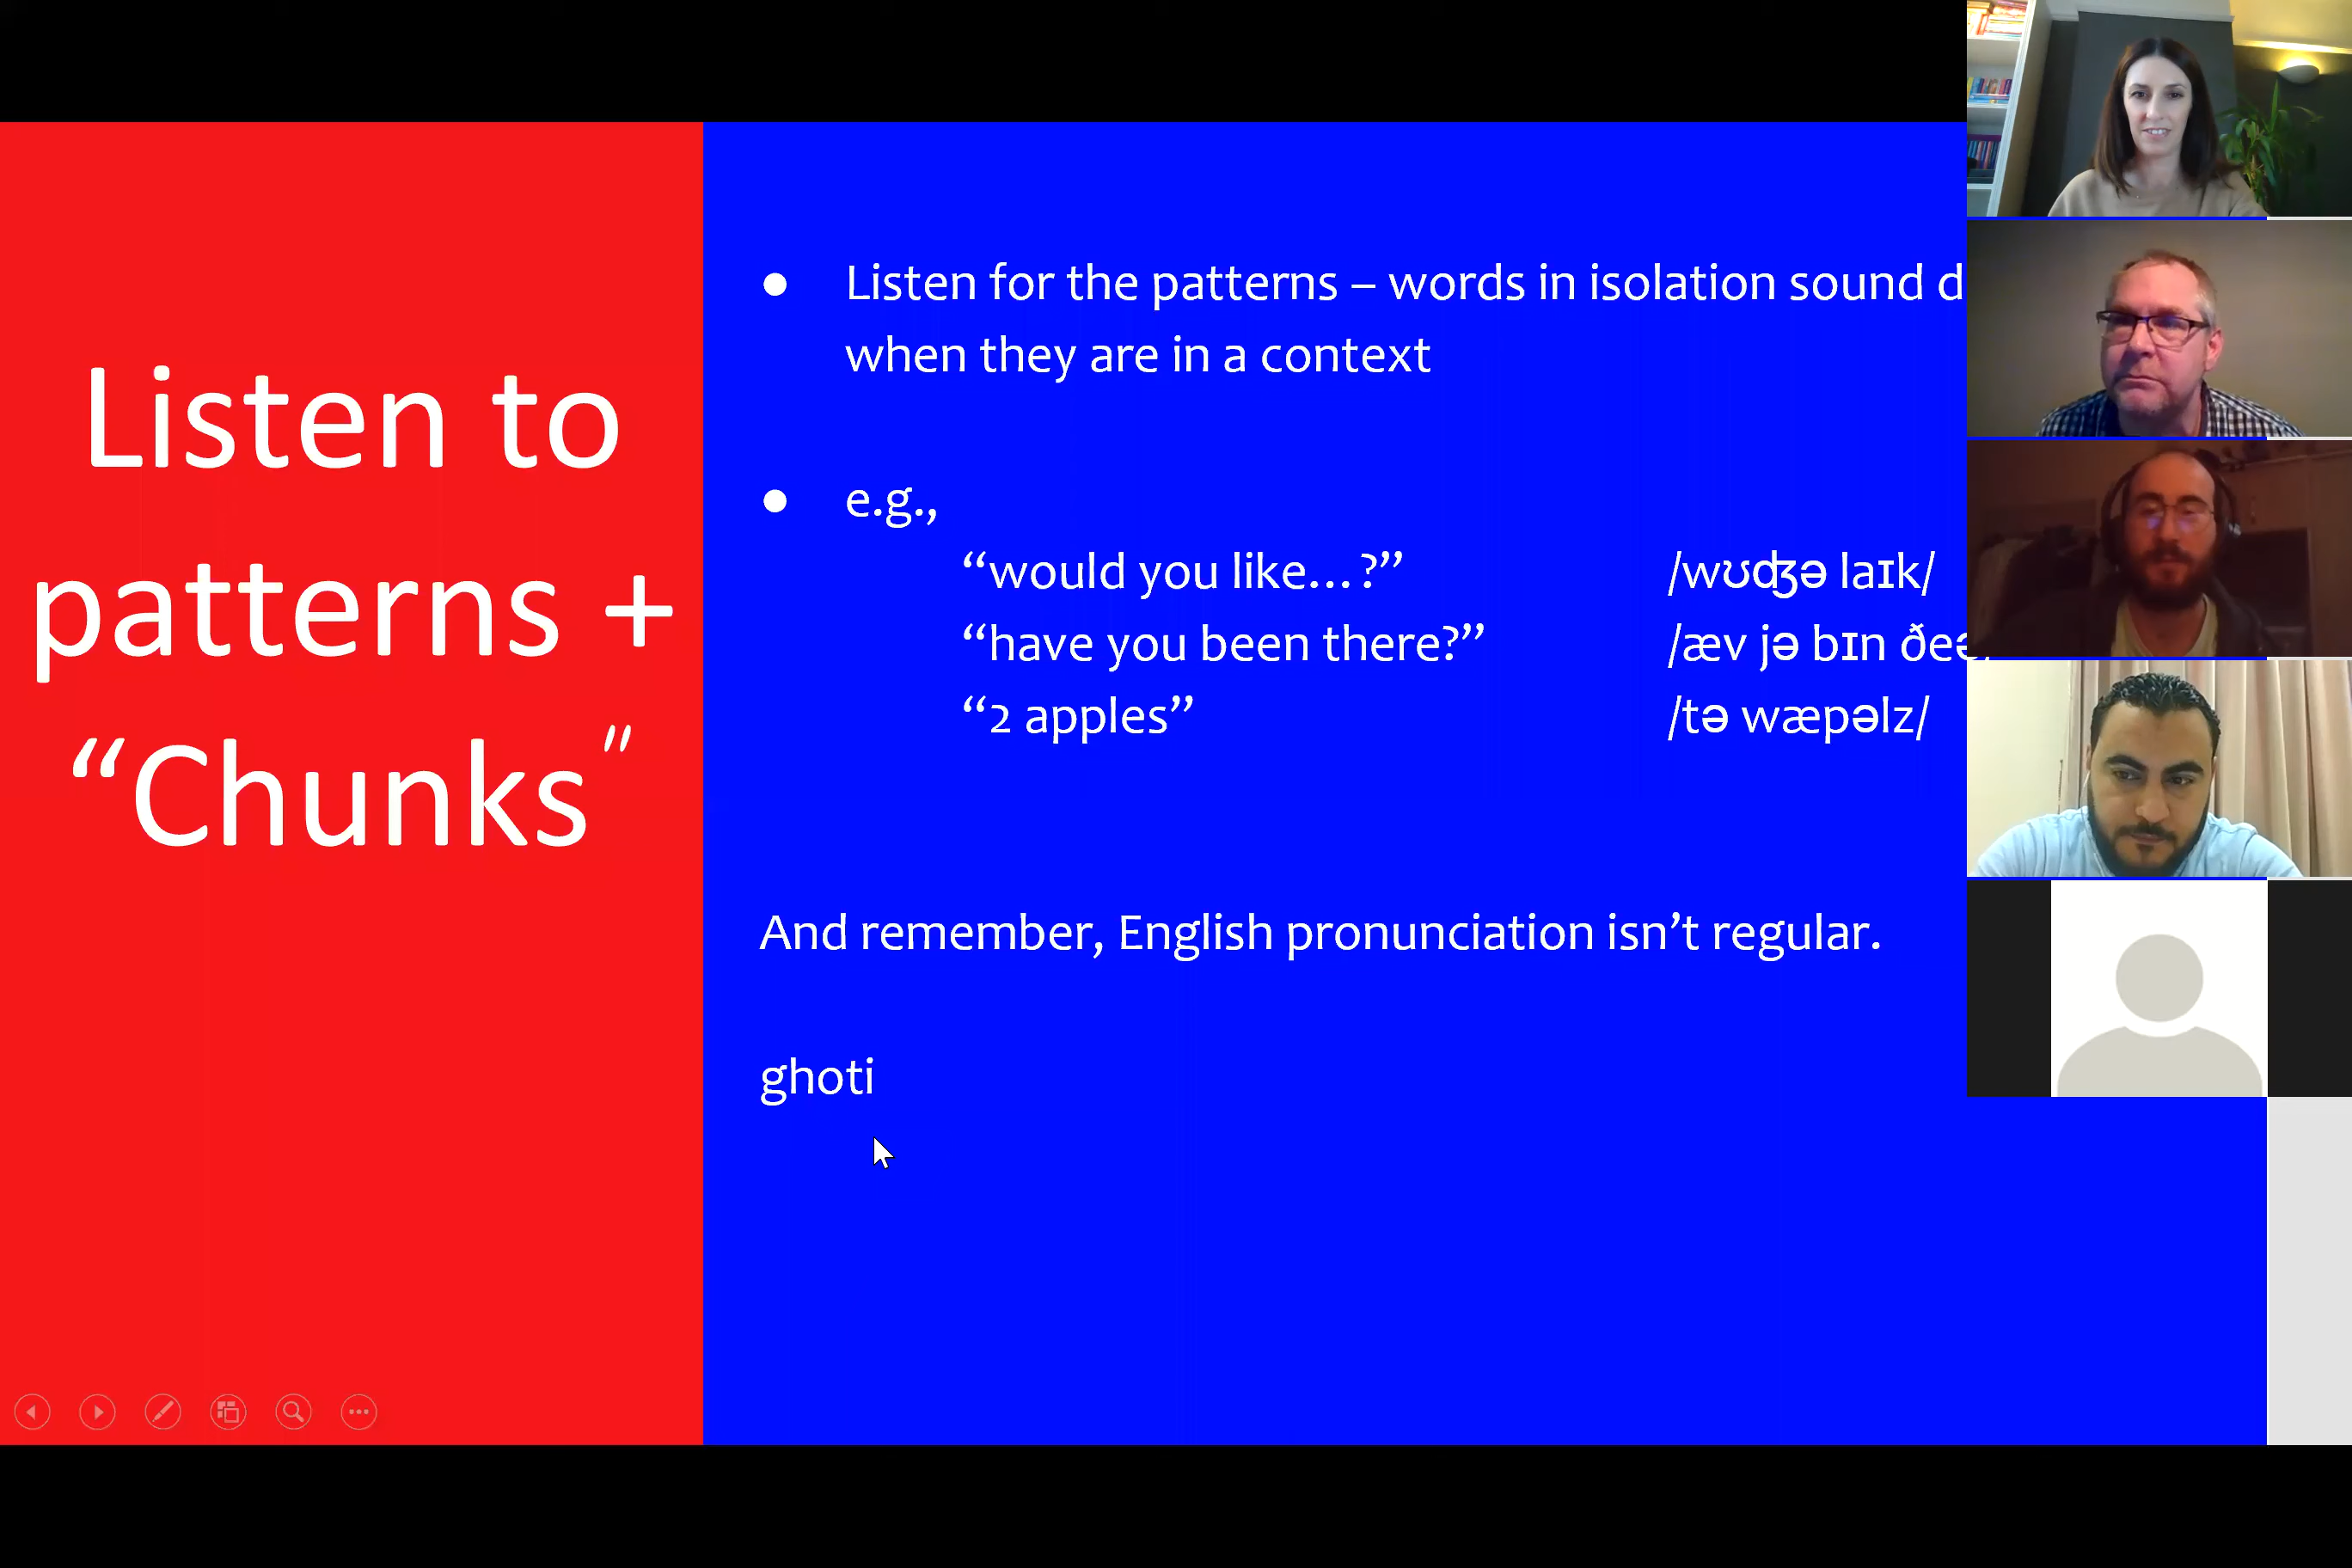 Listen to
patterns +
“Chunks”
● Listen for the patterns – words in isolation sound
when they are in a context
● e.g.,
“would you like…?” /wʊʤə laɪk/
“have you been there?” /æv jə bɪn
“2 apples” /tə wæpəlz/
And remember, English pronunciation isn’t regular.
ghoti